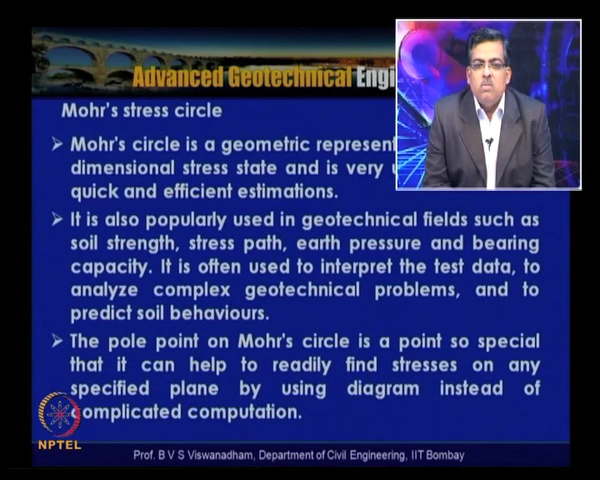 Advanced Geotechnical Engi
Mohr's stress circle
➤ Mohr's circle is a geometric represent
dimensional stress state and is very u
quick and efficient estimations.
➤ It is also popularly used in geotechnical fields such as
soil strength, stress path, earth pressure and bearing
capacity. It is often used to interpret the test data, to
analyze complex geotechnical problems, and to
predict soil behaviours.
➤ The pole point on Mohr's circle is a point so special
that it can help to readily find stresses on any
specified plane by using diagram instead of
complicated computation.
NPTEL
Prof. B V S Viswanadham, Department of Civil Engineering, IIT Bombay